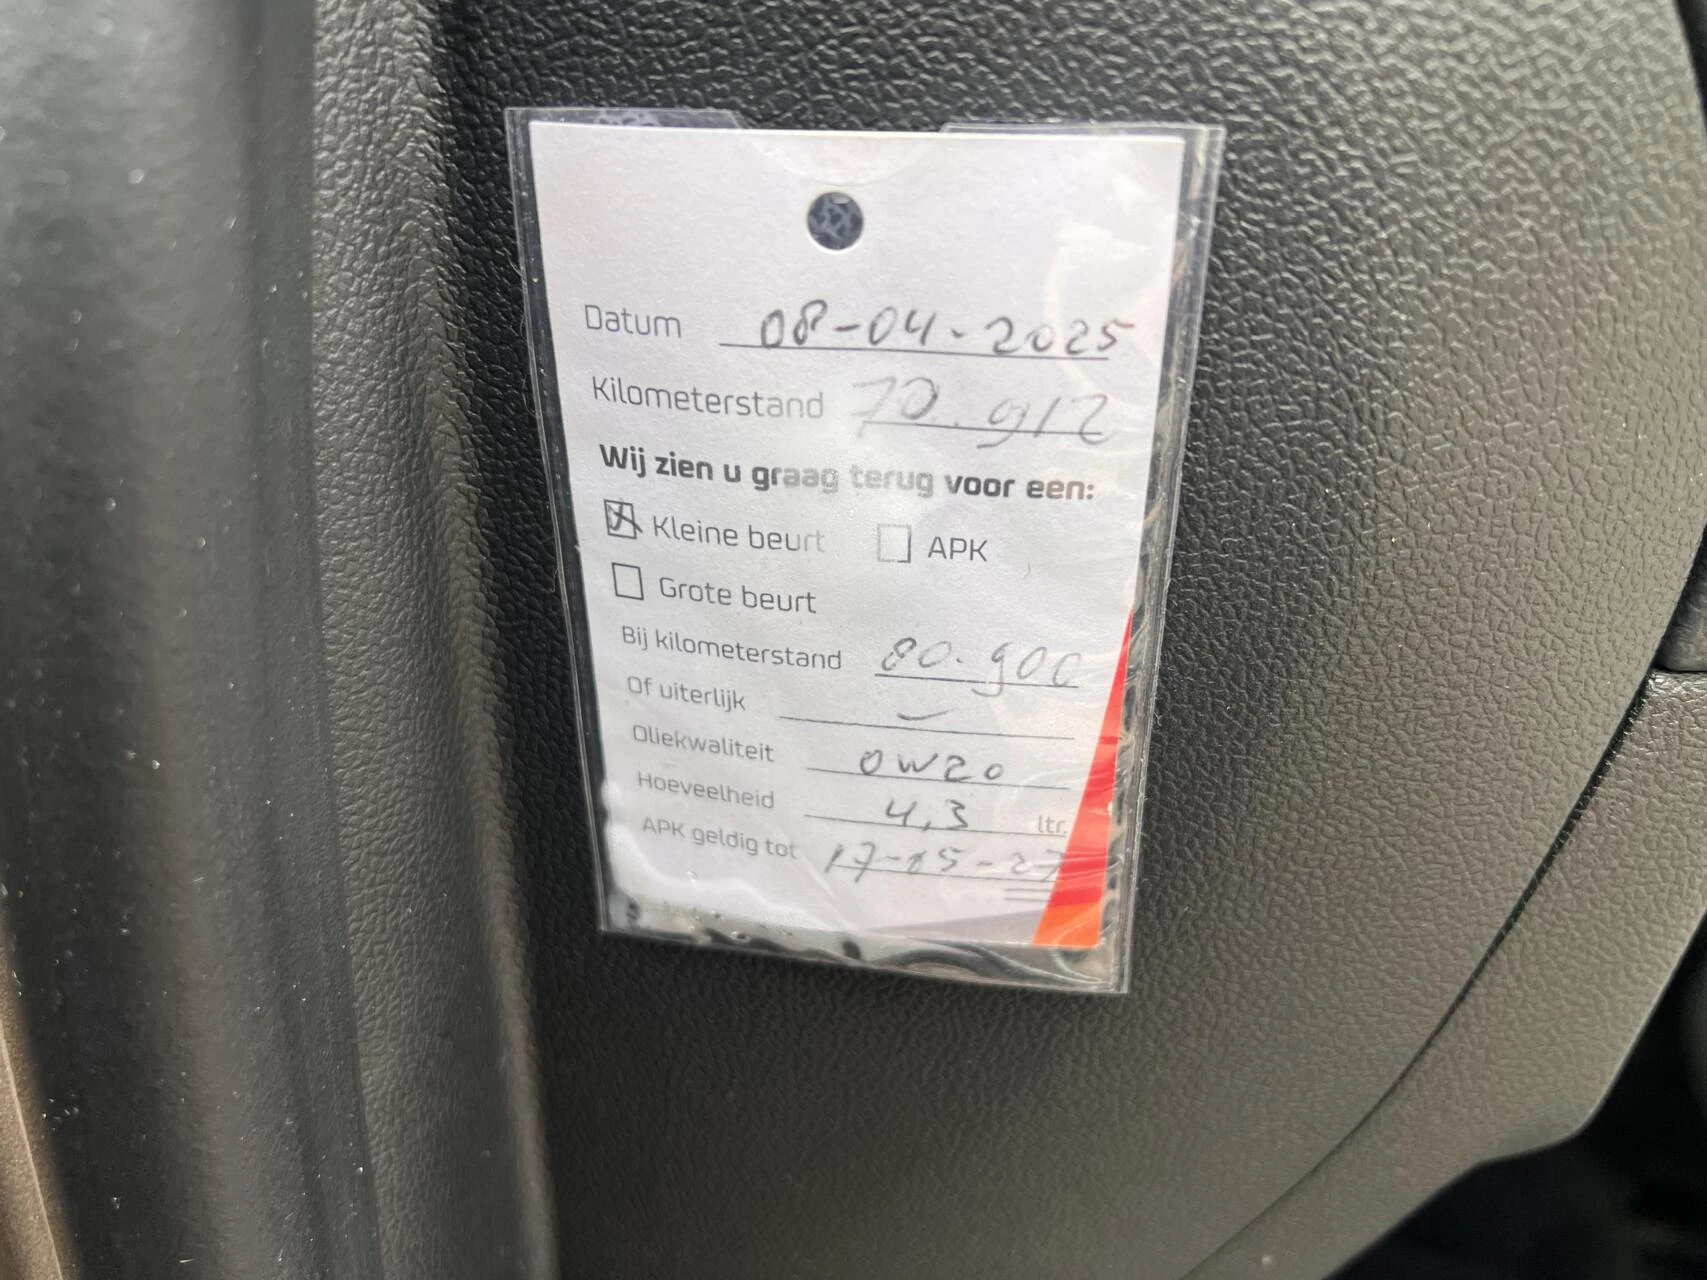 Datum 08-04-2025
Kilometerstand 70.912
Wij zien u graag terug voor een:
Kleine beurt APK
Grote beurt
Bij kilometerstand 80.900
Of uiterlijk
Oliekwaliteit 0W20
Hoeveelheid 4,3 ltr.
APK geldig tot 17-15-27